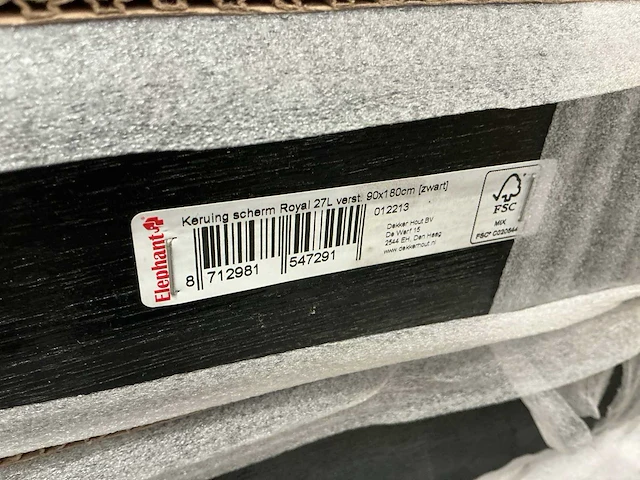 Elephant
Keruing scherm Royal 27L verst. 90x180cm [zwart]
012213
8 712981 547291
Dekker Hout BV
De Werf 15
2544 EH, Den Haag
www.dekkerhout.nl
FSC
MIX